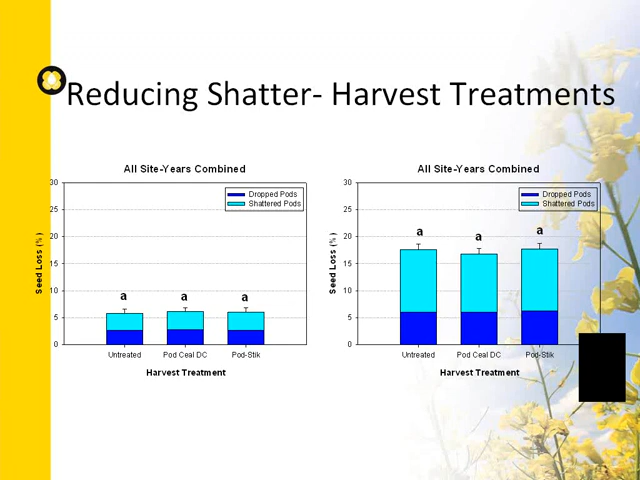 Reducing Shatter- Harvest Treatments
All Site-Years Combined
30
25
20
15
10
5
0
Seed Loss (%)
Dropped Pods
Shattered Pods
a
a
a
Untreated
Pod Ceal DC
Pod-Stik
Harvest Treatment
All Site-Years Combined
30
25
20
15
10
5
0
Seed Loss (%)
Dropped Pods
Shattered Pods
a
a
a
Untreated
Pod Ceal DC
Pod-Stik
Harvest Treatment